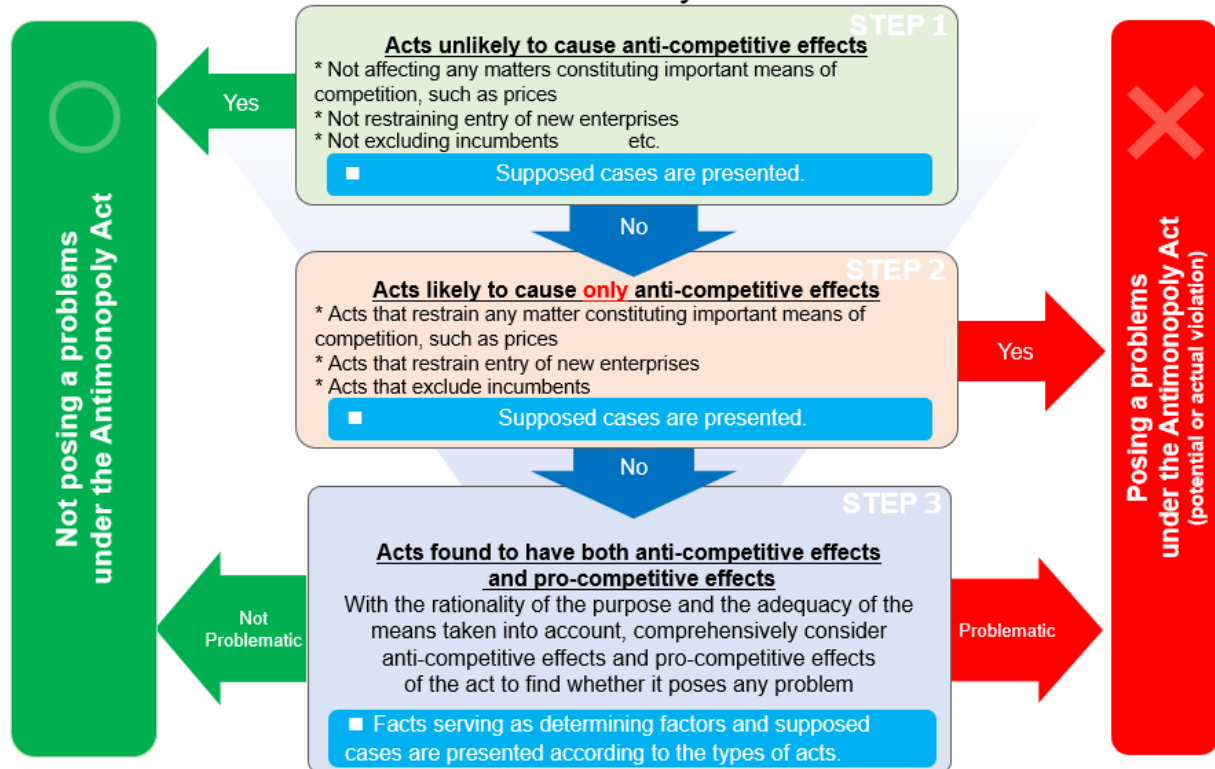 STEP 1
Acts unlikely to cause anti-competitive effects
* Not affecting any matters constituting important means of
competition, such as prices
* Not restraining entry of new enterprises
* Not excluding incumbents etc.
■ Supposed cases are presented.
Yes
No
STEP 2
Acts likely to cause only anti-competitive effects
* Acts that restrain any matter constituting important means of
competition, such as prices
* Acts that restrain entry of new enterprises
* Acts that exclude incumbents
■ Supposed cases are presented.
Yes
No
STEP 3
Acts found to have both anti-competitive effects
and pro-competitive effects
With the rationality of the purpose and the adequacy of the
means taken into account, comprehensively consider
anti-competitive effects and pro-competitive effects
of the act to find whether it poses any problem
■ Facts serving as determining factors and supposed
cases are presented according to the types of acts.
Not
Problematic
Problematic
Not posing a problems
under the Antimonopoly Act
Posing a problems
under the Antimonopoly Act
(potential or actual violation)